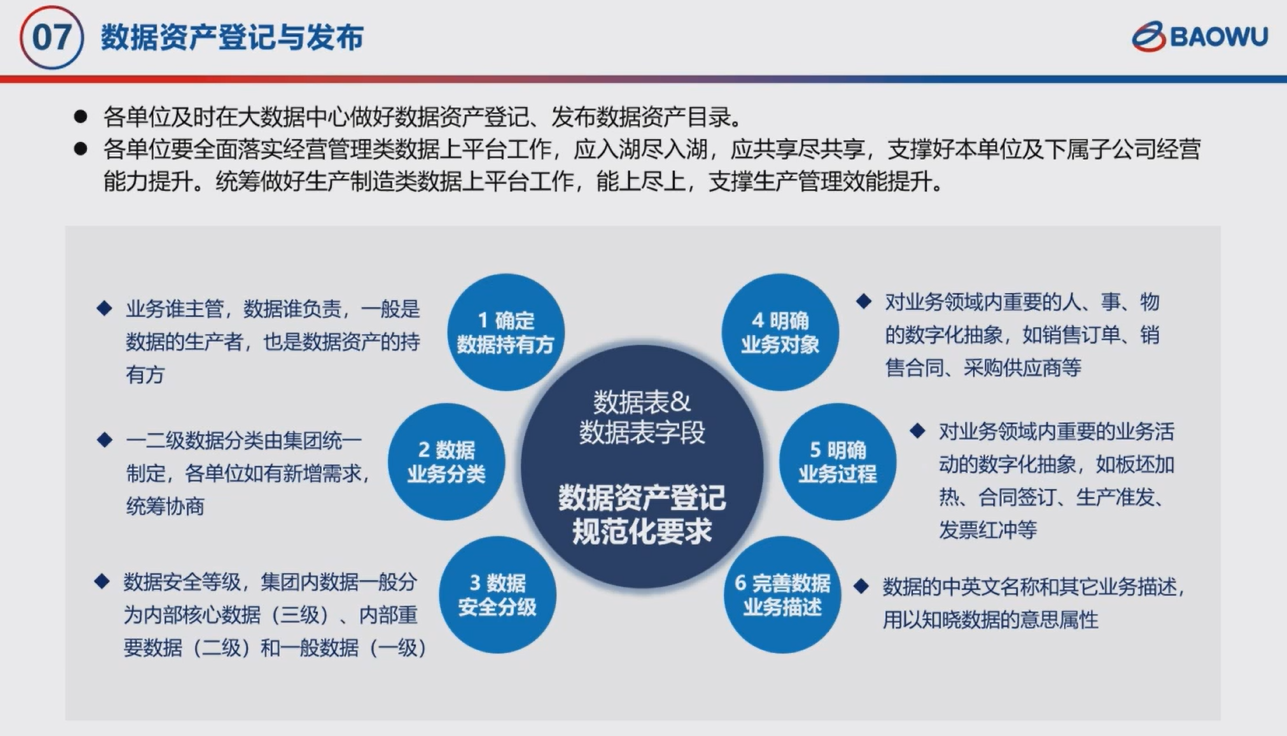 07 数据资产登记与发布
BAOWU
● 各单位及时在大数据中心做好数据资产登记、发布数据资产目录。
● 各单位要全面落实经营管理类数据上平台工作，应入湖尽入湖，应共享尽共享，支撑好本单位及下属子公司经营
能力提升。统筹做好生产制造类数据上平台工作，能上尽上，支撑生产管理效能提升。
◆ 业务谁主管，数据谁负责，一般是
数据的生产者，也是数据资产的持
有方
1 确定
数据持有方
◆ 一二级数据分类由集团统一
制定，各单位如有新增需求，
统筹协商
2 数据
业务分类
◆ 数据安全等级，集团内数据一般分
为内部核心数据（三级）、内部重
要数据（二级）和一般数据（一级）
3 数据
安全分级
数据表&
数据表字段
数据资产登记
规范化要求
4 明确
业务对象
◆ 对业务领域内重要的人、事、物
的数字化抽象，如销售订单、销
售合同、采购供应商等
5 明确
业务过程
◆ 对业务领域内重要的业务活
动的数字化抽象，如板坯加
热、合同签订、生产准发、
发票红冲等
6 完善数据
业务描述
◆ 数据的中英文名称和其它业务描述，
用以知晓数据的意思属性